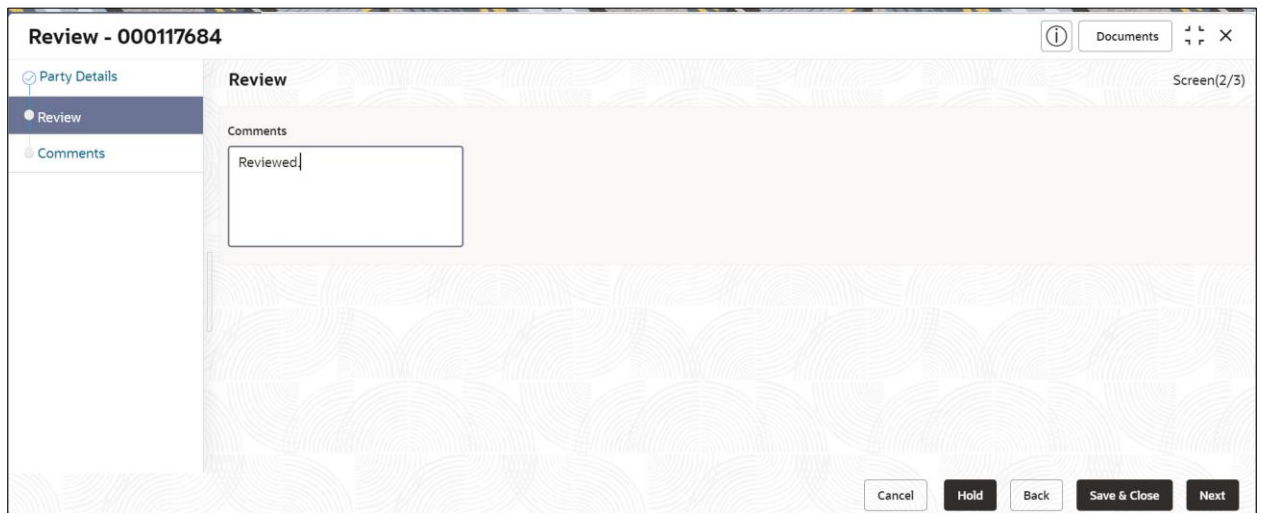 Review - 000117684
Documents
Party Details
Review
Comments
Review
Screen(2/3)
Comments
Reviewed.
Cancel
Hold
Back
Save & Close
Next